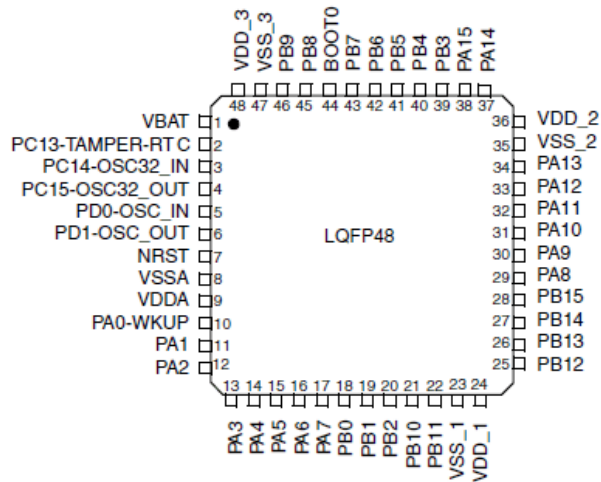 VDD_3
VSS_3
PB9
PB8
BOOT0
PB7
PB6
PB5
PB4
PB3
PA15
PA14
48 47 46 45 44 43 42 41 40 39 38 37
VBAT 1
PC13-TAMPER-RTC 2
PC14-OSC32_IN 3
PC15-OSC32_OUT 4
PD0-OSC_IN 5
PD1-OSC_OUT 6
NRST 7
VSSA 8
VDDA 9
PA0-WKUP 10
PA1 11
PA2 12
LQFP48
36 VDD_2
35 VSS_2
34 PA13
33 PA12
32 PA11
31 PA10
30 PA9
29 PA8
28 PB15
27 PB14
26 PB13
25 PB12
13 14 15 16 17 18 19 20 21 22 23 24
PA3
PA4
PA5
PA6
PA7
PB0
PB1
PB2
PB10
PB11
VSS_1
VDD_1